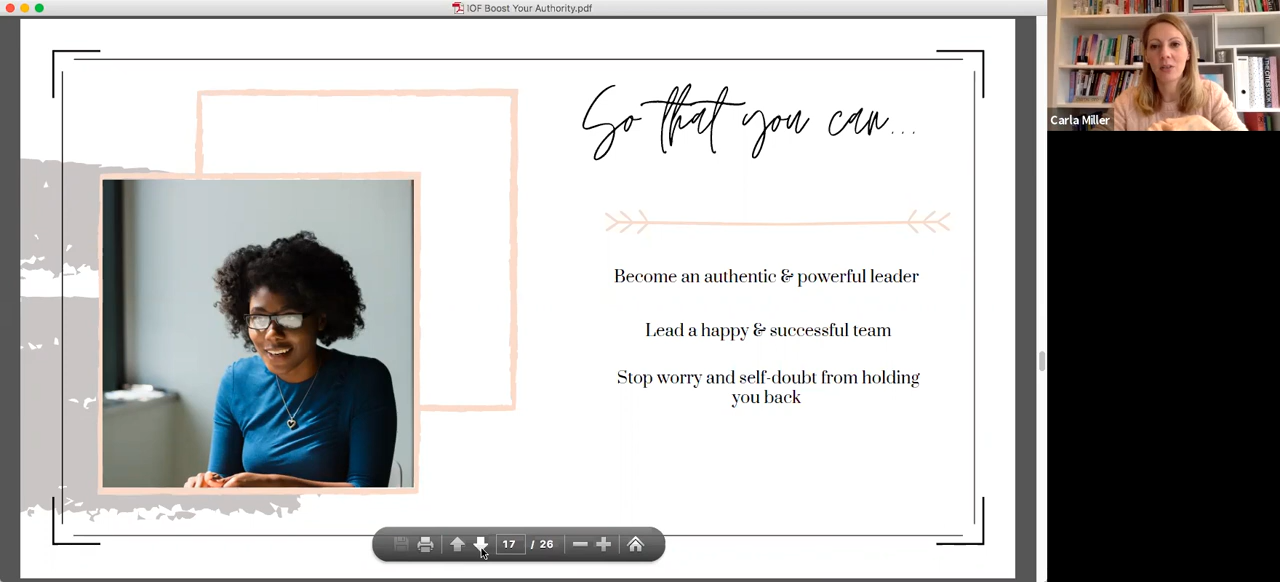 IOF Boost Your Authority.pdf
So that you can...
Become an authentic & powerful leader
Lead a happy & successful team
Stop worry and self-doubt from holding
you back
17 / 26
Carla Miller